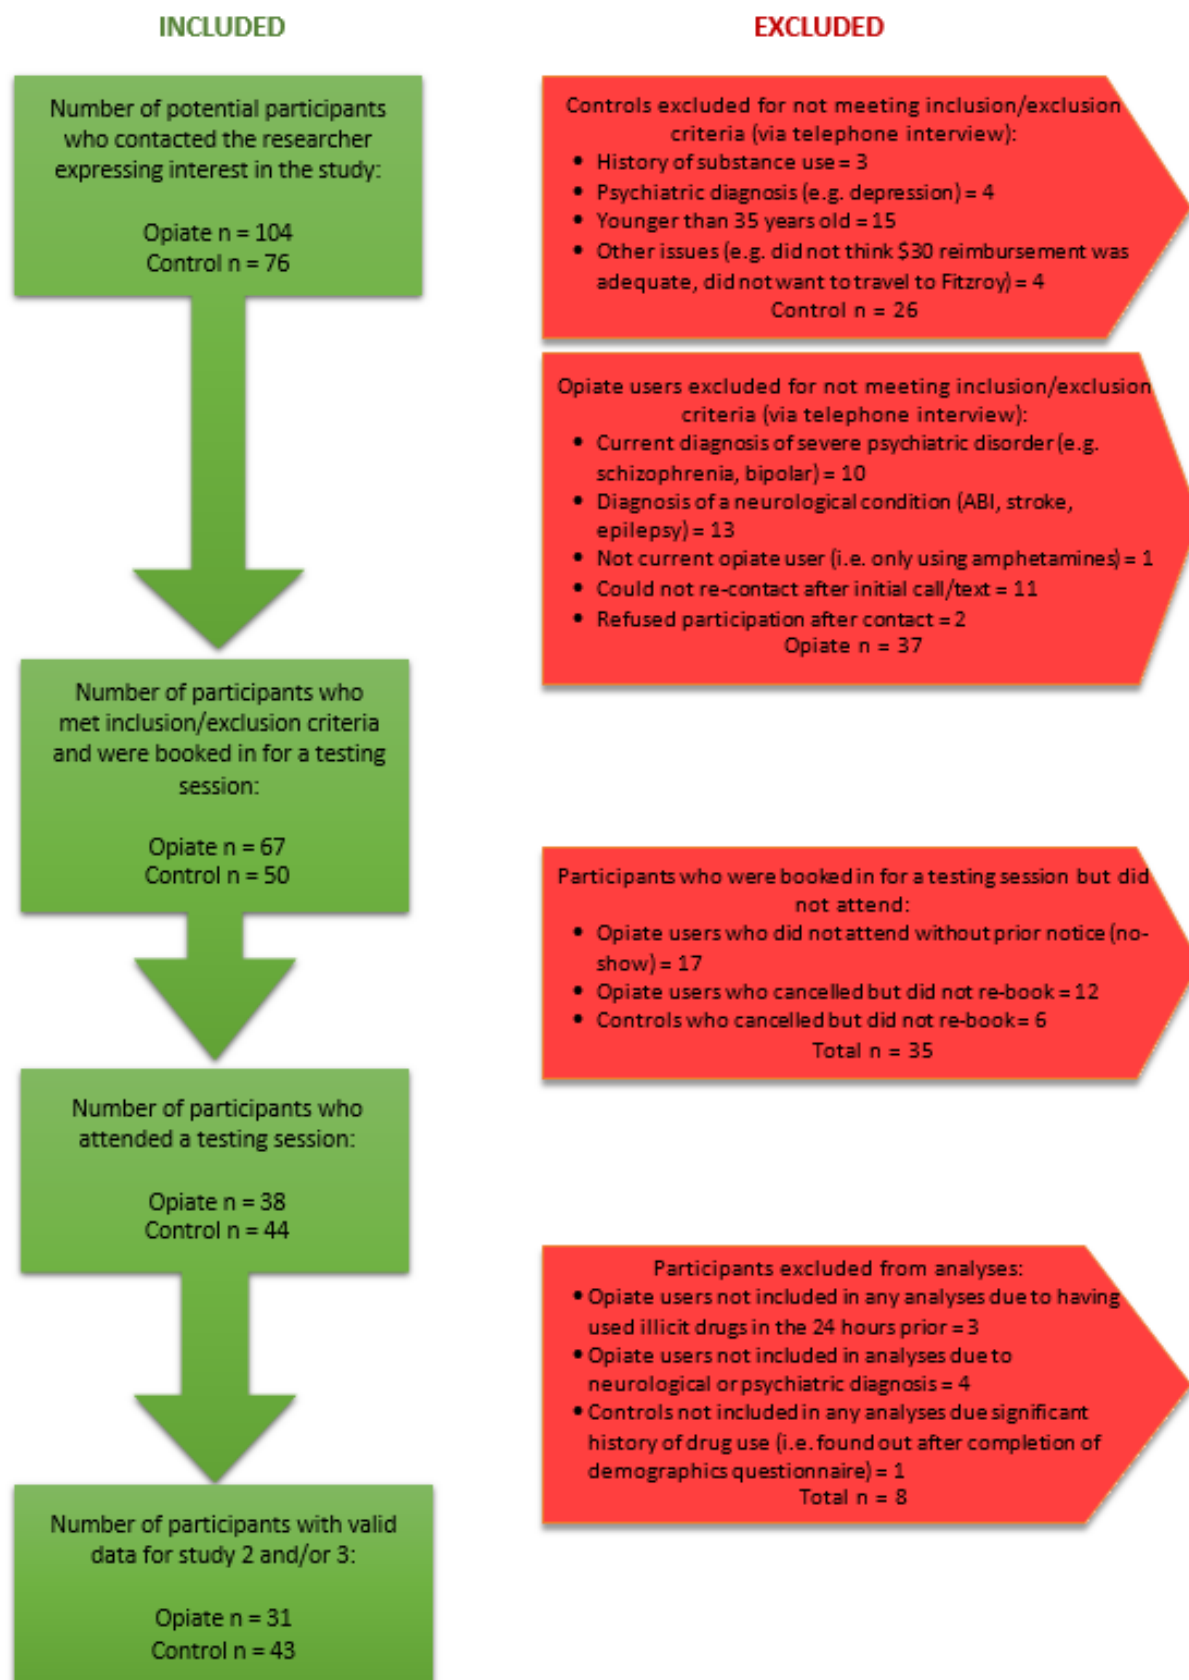 INCLUDED
Number of potential participants
who contacted the researcher
expressing interest in the study:
Opiate n = 104
Control n = 76
Number of participants who
met inclusion/exclusion criteria
and were booked in for a testing
session:
Opiate n = 67
Control n = 50
Number of participants who
attended a testing session:
Opiate n = 38
Control n = 44
Number of participants with valid
data for study 2 and/or 3:
Opiate n = 31
Control n = 43
EXCLUDED
Controls excluded for not meeting inclusion/exclusion
criteria (via telephone interview):
• History of substance use = 3
• Psychiatric diagnosis (e.g. depression) = 4
• Younger than 35 years old = 15
• Other issues (e.g. did not think $30 reimbursement was
adequate, did not want to travel to Fitzroy) = 4
Control n = 26
Opiate users excluded for not meeting inclusion/exclusion
criteria (via telephone interview):
• Current diagnosis of severe psychiatric disorder (e.g.
schizophrenia, bipolar) = 10
• Diagnosis of a neurological condition (ABI, stroke,
epilepsy) = 13
• Not current opiate user (i.e. only using amphetamines) = 1
• Could not re-contact after initial call/text = 11
• Refused participation after contact = 2
Opiate n = 37
Participants who were booked in for a testing session but did
not attend:
• Opiate users who did not attend without prior notice (no-
show) = 17
• Opiate users who cancelled but did not re-book = 12
• Controls who cancelled but did not re-book = 6
Total n = 35
Participants excluded from analyses:
• Opiate users not included in any analyses due to having
used illicit drugs in the 24 hours prior = 3
• Opiate users not included in analyses due to
neurological or psychiatric diagnosis = 4
• Controls not included in any analyses due significant
history of drug use (i.e. found out after completion of
demographics questionnaire) = 1
Total n = 8